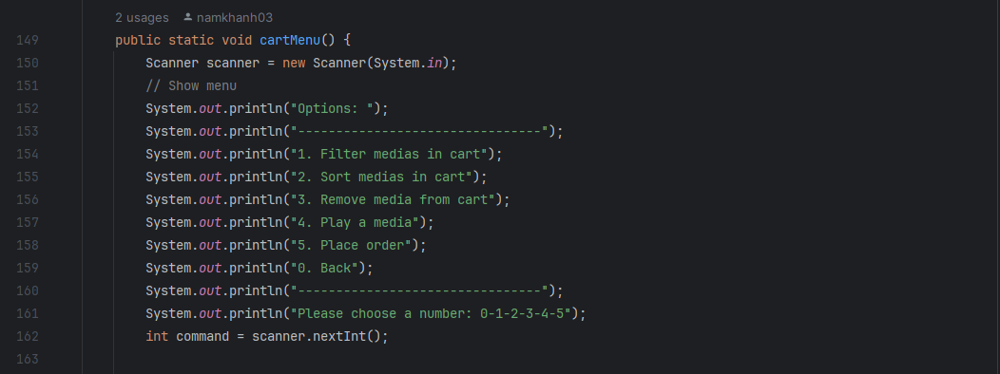 2 usages namkhanh03
149 public static void cartMenu() {
150 Scanner scanner = new Scanner(System.in);
151 // Show menu
152 System.out.println("Options: ");
153 System.out.println("--------------------------------");
154 System.out.println("1. Filter medias in cart");
155 System.out.println("2. Sort medias in cart");
156 System.out.println("3. Remove media from cart");
157 System.out.println("4. Play a media");
158 System.out.println("5. Place order");
159 System.out.println("0. Back");
160 System.out.println("--------------------------------");
161 System.out.println("Please choose a number: 0-1-2-3-4-5");
162 int command = scanner.nextInt();
163